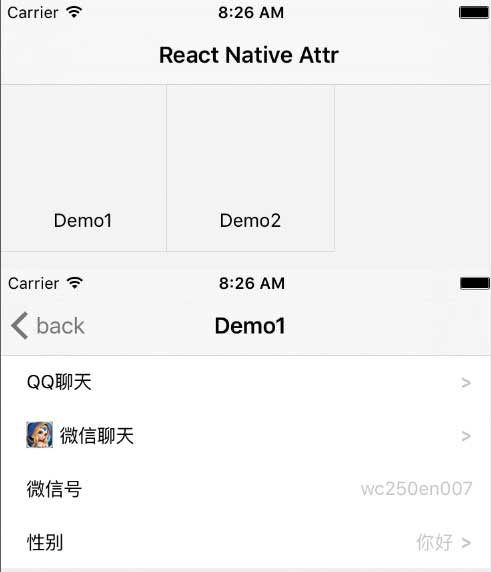 Carrier 8:26 AM
React Native Attr
Demo1 Demo2
Carrier 8:26 AM
back Demo1
QQ聊天 >
微信聊天 >
微信号 wc250en007
性别 你好 >